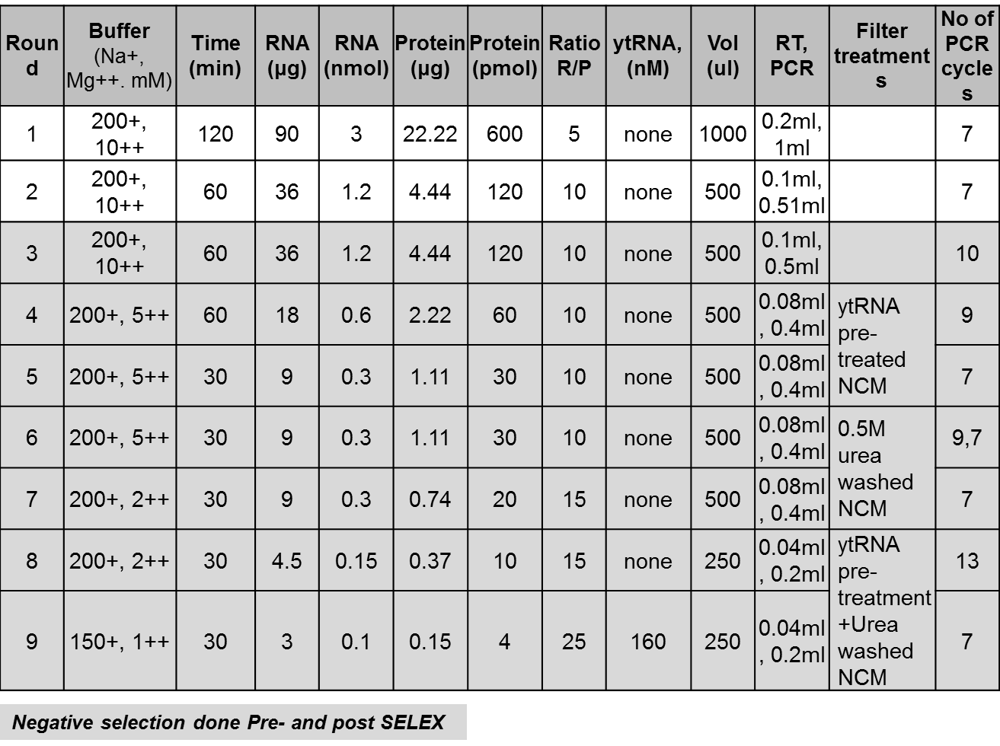 Roun d | Buffer (Na+, Mg++. mM) | Time (min) | RNA (µg) | RNA (nmol) | Protein (µg) | Protein (pmol) | Ratio R/P | ytRNA, (nM) | Vol (ul) | RT, PCR | Filter treatment s | No of PCR cycle s
1 | 200+, 10++ | 120 | 90 | 3 | 22.22 | 600 | 5 | none | 1000 | 0.2ml, 1ml | | 7
2 | 200+, 10++ | 60 | 36 | 1.2 | 4.44 | 120 | 10 | none | 500 | 0.1ml, 0.51ml | | 7
3 | 200+, 10++ | 60 | 36 | 1.2 | 4.44 | 120 | 10 | none | 500 | 0.1ml, 0.5ml | | 10
4 | 200+, 5++ | 60 | 18 | 0.6 | 2.22 | 60 | 10 | none | 500 | 0.08ml , 0.4ml | ytRNA pre- treated NCM | 9
5 | 200+, 5++ | 30 | 9 | 0.3 | 1.11 | 30 | 10 | none | 500 | 0.08ml , 0.4ml | 7
6 | 200+, 5++ | 30 | 9 | 0.3 | 1.11 | 30 | 10 | none | 500 | 0.08ml , 0.4ml | 0.5M urea washed NCM | 9,7
7 | 200+, 2++ | 30 | 9 | 0.3 | 0.74 | 20 | 15 | none | 500 | 0.08ml , 0.4ml | 7
8 | 200+, 2++ | 30 | 4.5 | 0.15 | 0.37 | 10 | 15 | none | 250 | 0.04ml , 0.2ml | ytRNA pre- treatment +Urea washed NCM | 13
9 | 150+, 1++ | 30 | 3 | 0.1 | 0.15 | 4 | 25 | 160 | 250 | 0.04ml , 0.2ml | 7
Negative selection done Pre- and post SELEX